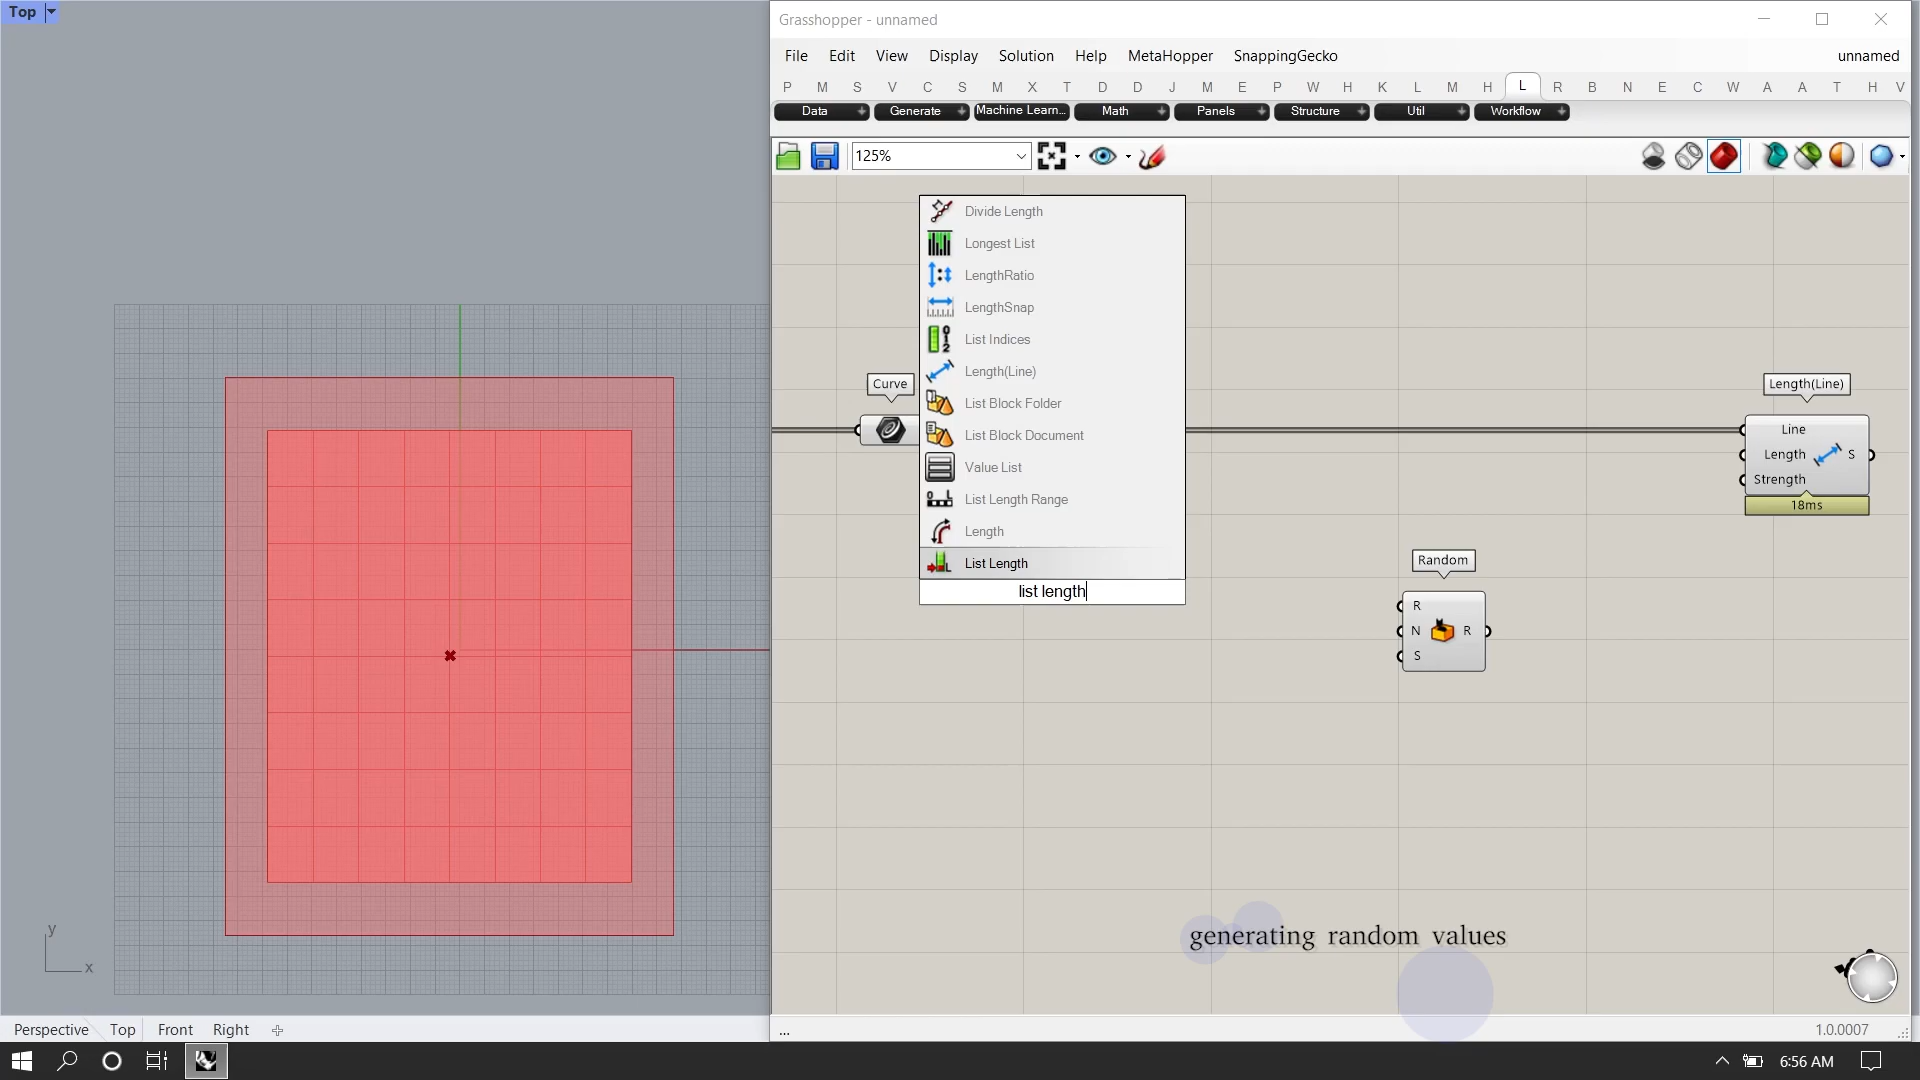 Top
Grasshopper - unnamed
File Edit View Display Solution Help MetaHopper SnappingGecko unnamed
P M S V C S M X T D D J M E P W H K L M H L R B N E C W A A T H V
Data Generate Machine Learn... Math Panels Structure Util Workflow
125%
Divide Length
Longest List
LengthRatio
LengthSnap
List Indices
Length(Line)
List Block Folder
List Block Document
Value List
List Length Range
Length
List Length
list length
Curve
Length(Line)
Line
Length S
Strength
18ms
Random
R
N R
S
generating random values
y
x
Perspective Top Front Right
...
1.0.0007
6:56 AM